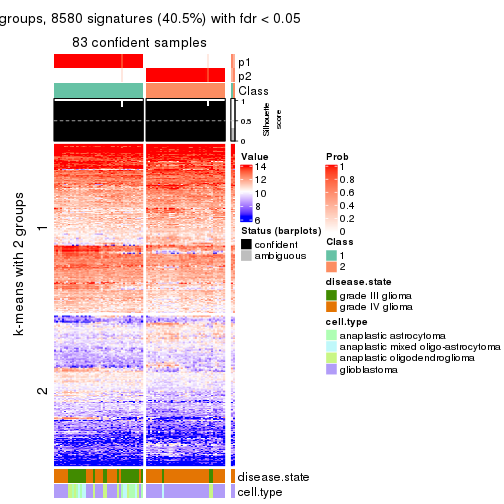 groups, 8580 signatures (40.5%) with fdr < 0.05
83 confident samples
p1
p2
Class
1
0.5
0
Silhouette
score
k-means with 2 groups
1
2
Value
14
12
10
8
6
Status (barplots)
confident
ambiguous
Prob
1
0.8
0.6
0.4
0.2
0
Class
1
2
disease.state
grade III glioma
grade IV glioma
cell.type
anaplastic astrocytoma
anaplastic mixed oligo-astrocytoma
anaplastic oligodendroglioma
glioblastoma
disease.state
cell.type